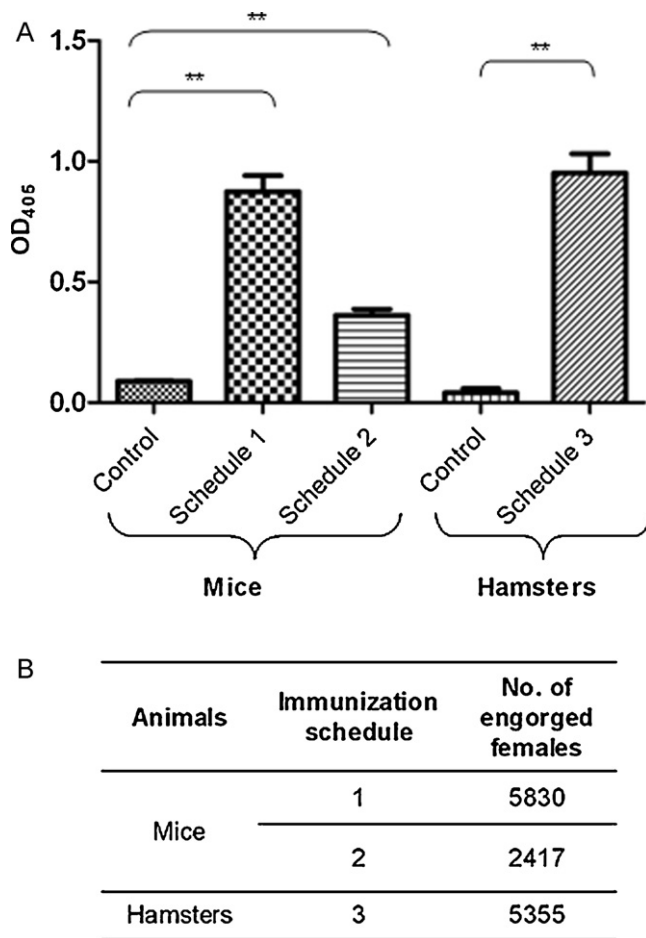 A
**
**
**
1.5
1.0
0.5
0.0
OD405
Control
Schedule 1
Schedule 2
Control
Schedule 3
Mice
Hamsters
B
Animals
Immunization schedule
No. of engorged females
Mice
1
5830
2
2417
Hamsters
3
5355